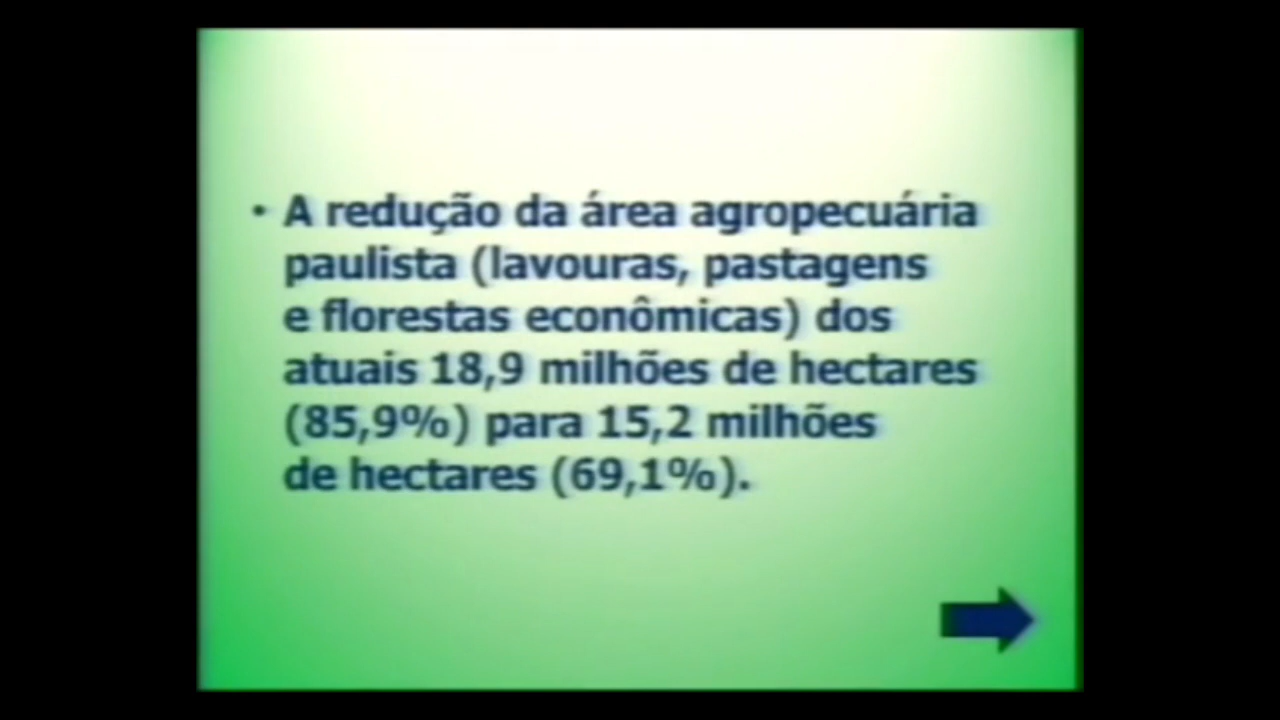 • A redução da área agropecuária
paulista (lavouras, pastagens
e florestas econômicas) dos
atuais 18,9 milhões de hectares
(85,9%) para 15,2 milhões
de hectares (69,1%).